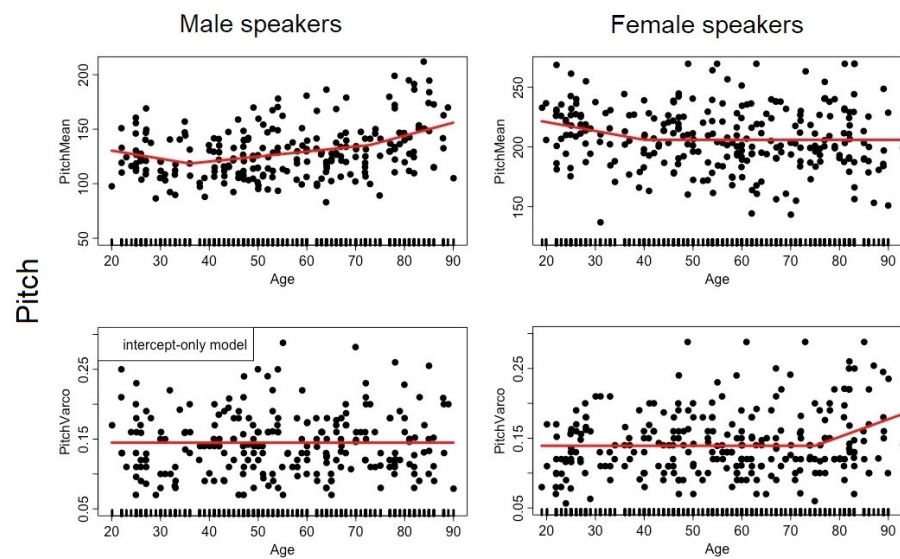 Male speakers
Female speakers
Pitch
PitchMean
200
150
100
50
20 30 40 50 60 70 80 90
Age
PitchMean
250
200
150
20 30 40 50 60 70 80 90
Age
PitchVarco
0.25
0.15
0.05
intercept-only model
20 30 40 50 60 70 80 90
Age
PitchVarco
0.25
0.15
0.05
20 30 40 50 60 70 80 90
Age